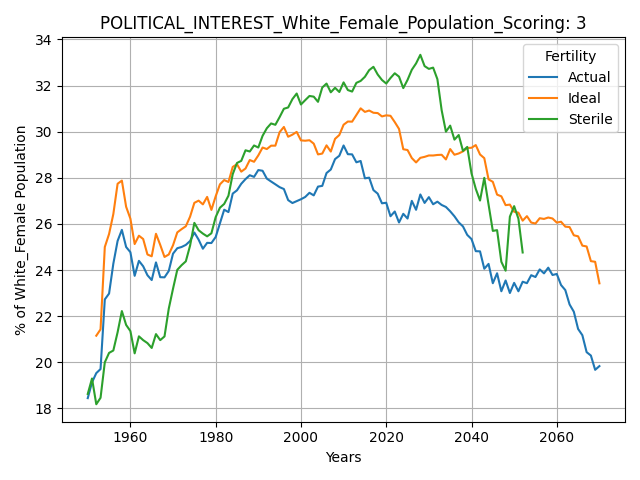 POLITICAL_INTEREST_White_Female_Population_Scoring: 3
% of White_Female Population
34
32
30
28
26
24
22
20
18
Fertility
Actual
Ideal
Sterile
1960
1980
2000
2020
2040
2060
Years